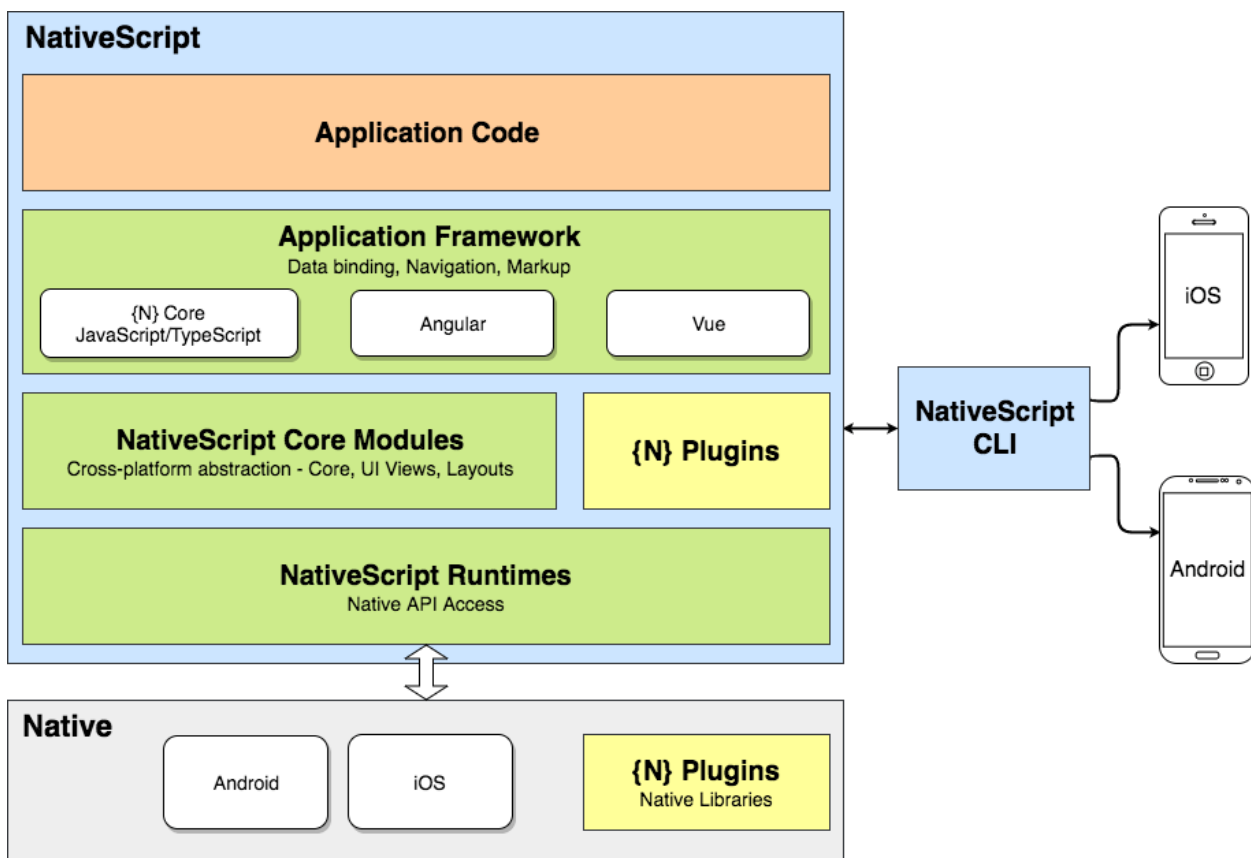 NativeScript
Application Code
Application Framework
Data binding, Navigation, Markup
{N} Core
JavaScript/TypeScript
Angular
Vue
NativeScript Core Modules
Cross-platform abstraction - Core, UI Views, Layouts
{N} Plugins
NativeScript Runtimes
Native API Access
NativeScript
CLI
iOS
Android
Native
Android
iOS
{N} Plugins
Native Libraries